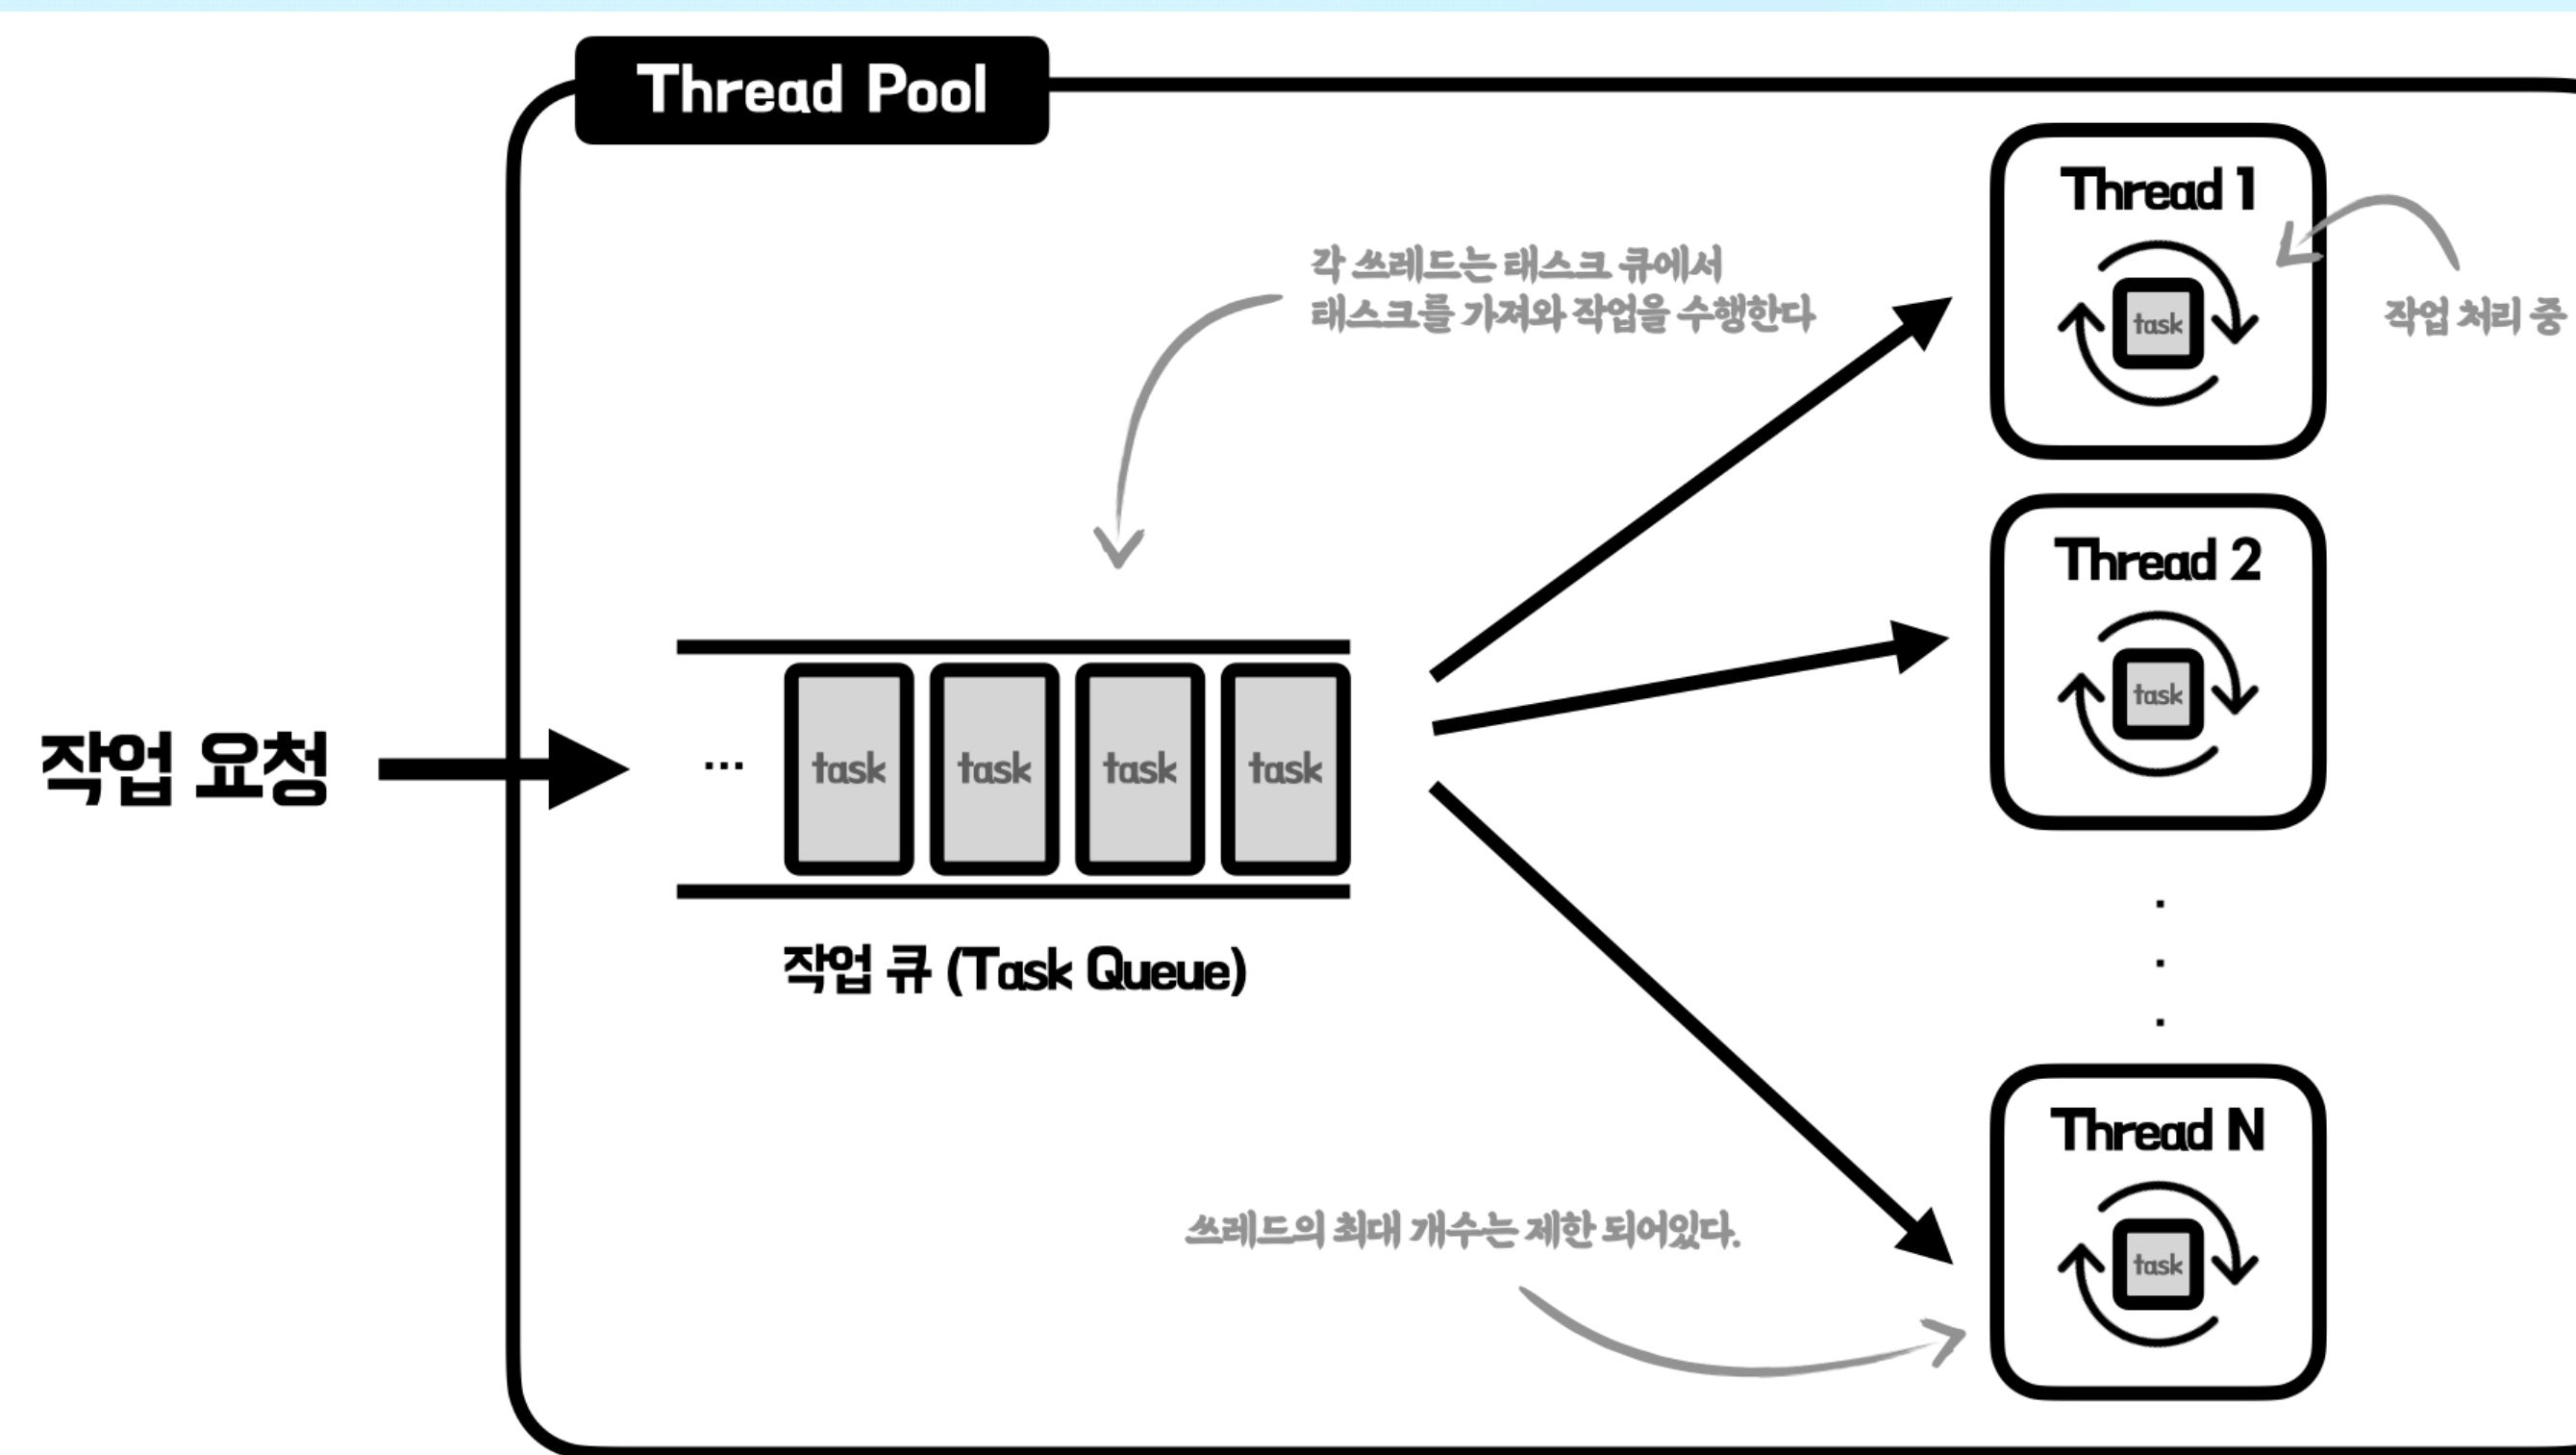 Thread Pool
Thread 1
각 쓰레드는 태스크 큐에서
태스크를 가져와 작업을 수행한다
task
작업 처리 중
Thread 2
task
작업 요청
...
task
task
task
task
작업 큐 (Task Queue)
.
.
.
Thread N
쓰레드의 최대 개수는 제한 되어있다.
task